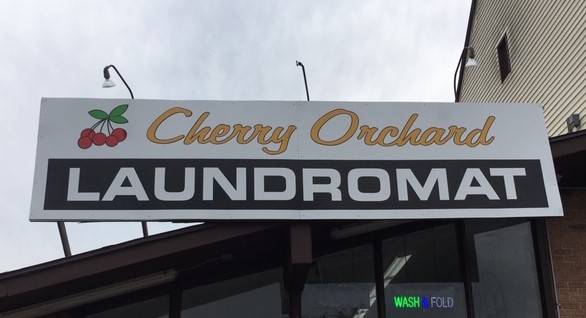 Cherry Orchard
LAUNDROMAT
WASH & FOLD